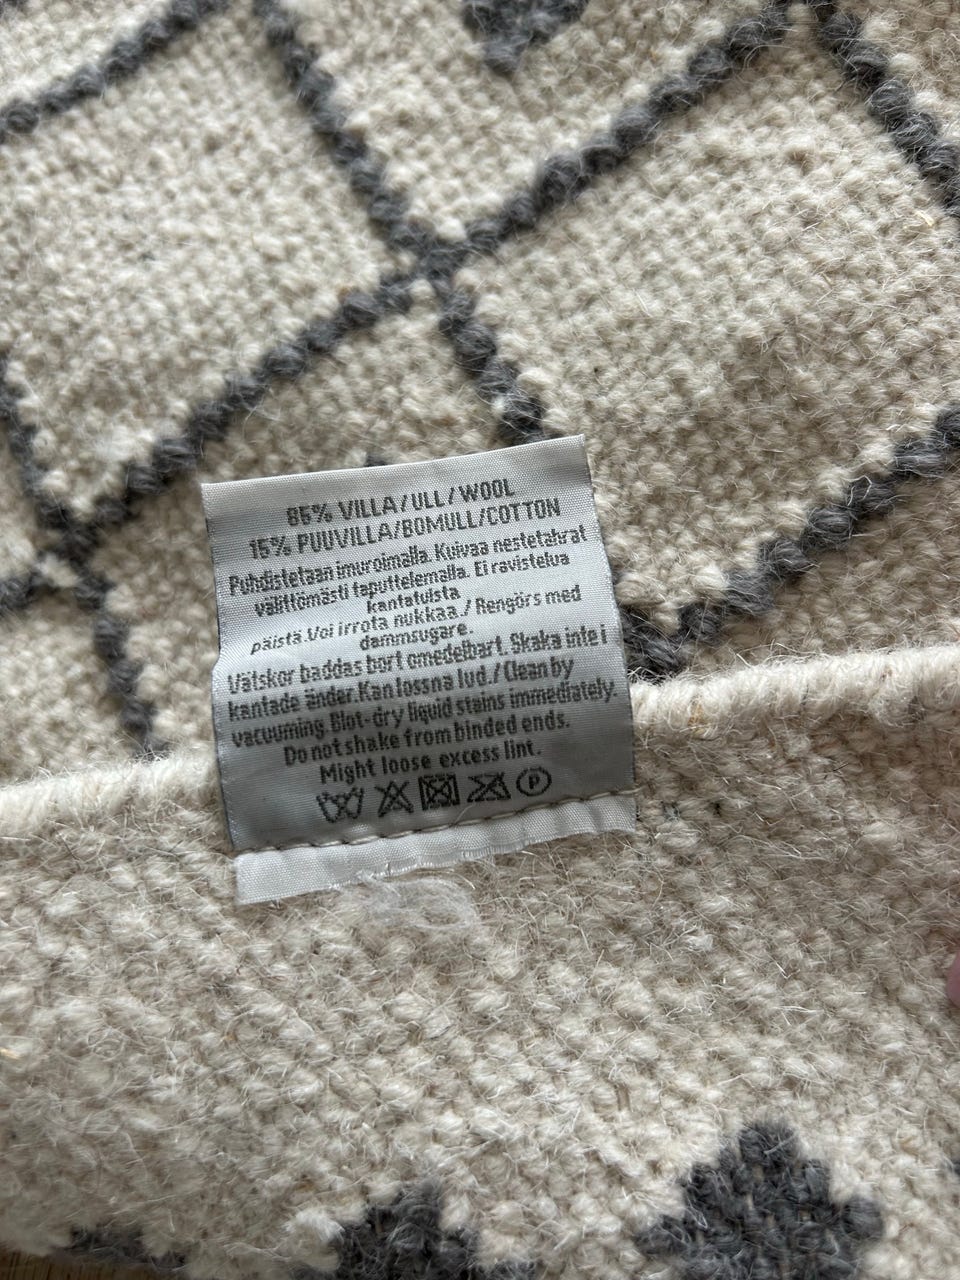 85% VILLA/ULL/WOOL
15% PUUVILLA/BOMULL/COTTON
Puhdistetaan imuroimalla. Kuivaa nestetahrat
välittömästi taputtelemalla. Ei ravistelua
kantatuista
päistä. Voi irrota nukkaa./ Rengörs med
dammsugare.
Vätskor baddas bort omedelbart. Skaka inte i
kantade änder. Kan lossna lud./ Clean by
vacuuming. Blot-dry liquid stains immediately.
Do not shake from binded ends.
Might loose excess lint.
P